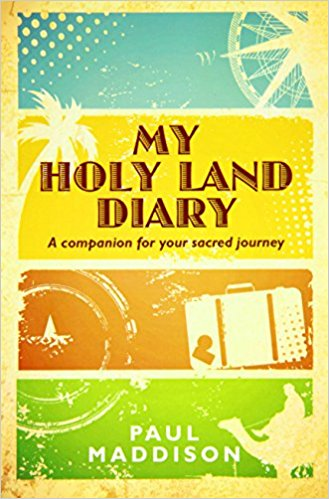 MY
HOLY LAND
DIARY
A companion for your sacred journey
PAUL
MADDISON